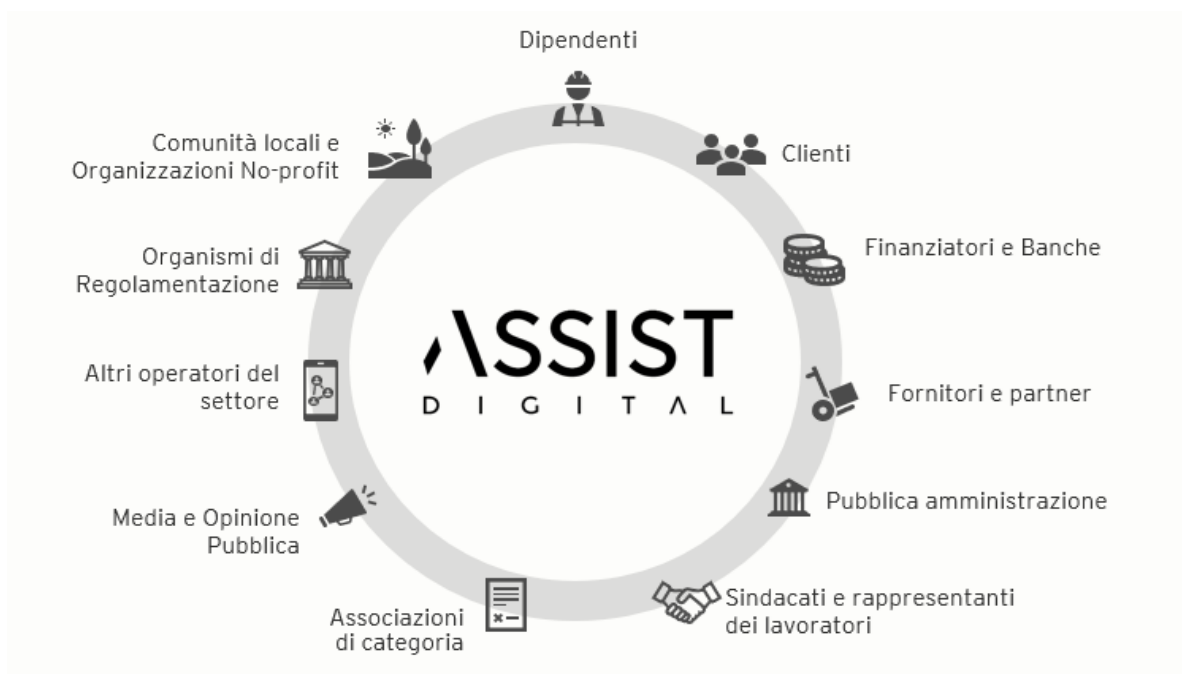 Dipendenti
Clienti
Finanziatori e Banche
Fornitori e partner
Pubblica amministrazione
Sindacati e rappresentanti
dei lavoratori
Associazioni
di categoria
Media e Opinione
Pubblica
Altri operatori del
settore
Organismi di
Regolamentazione
Comunità locali e
Organizzazioni No-profit
ASSIST
DIGITAL